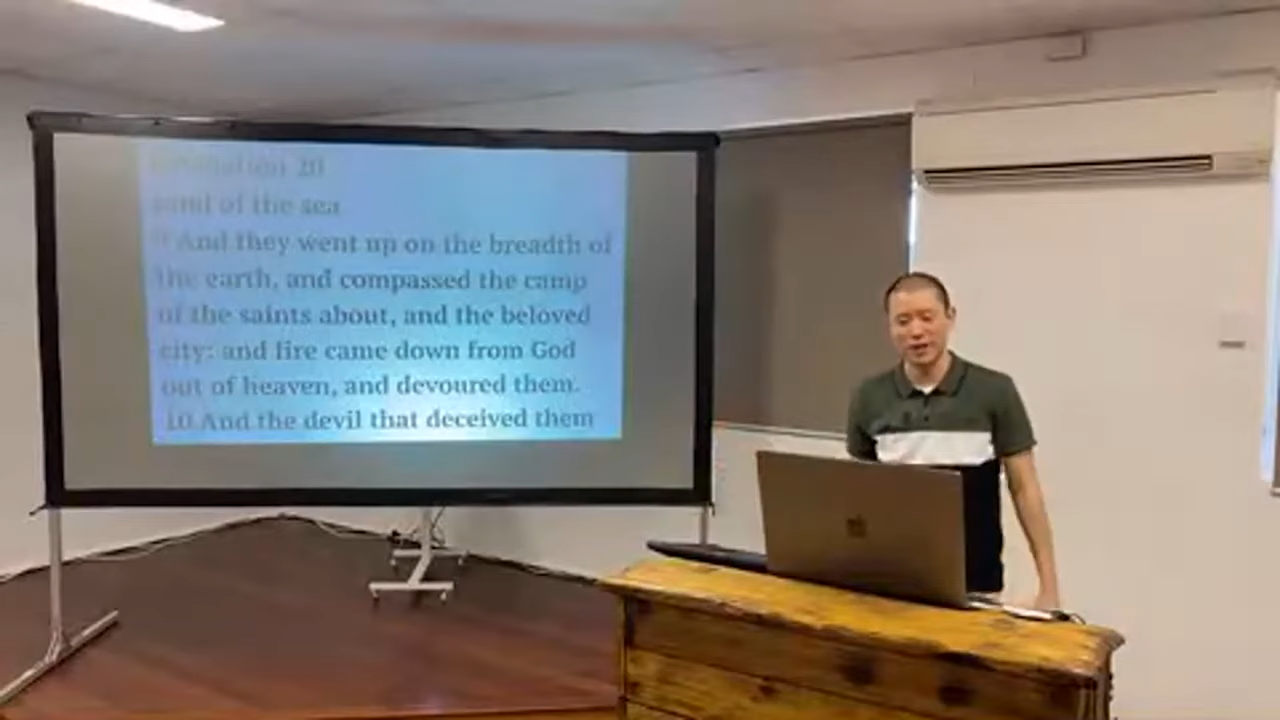 Revelation 20
sand of the sea
9 And they went up on the breadth of
the earth, and compassed the camp
of the saints about, and the beloved
city: and fire came down from God
out of heaven, and devoured them.
10 And the devil that deceived them